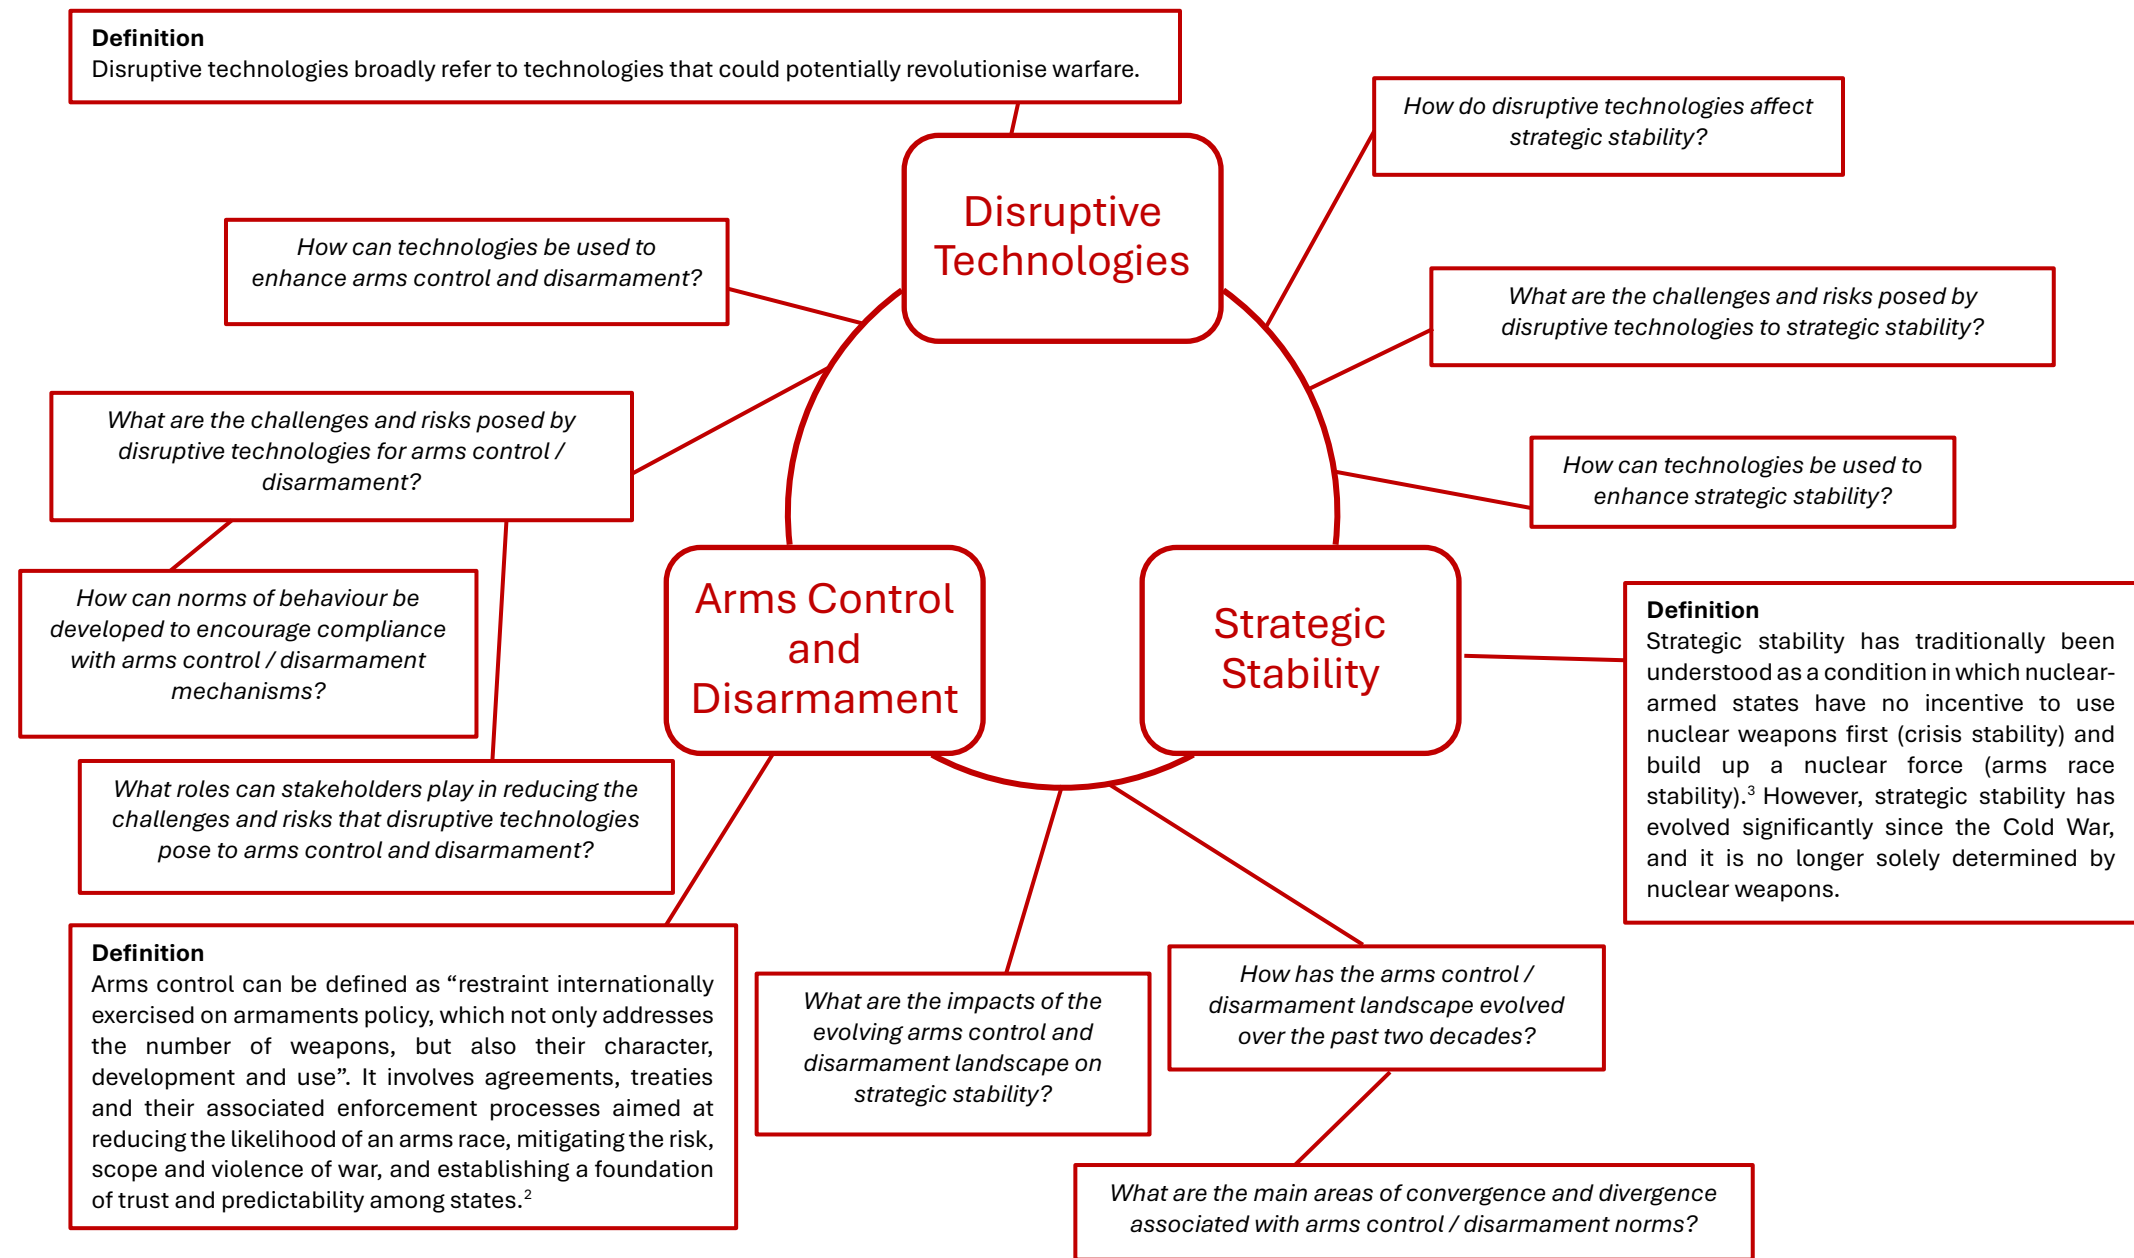 Definition
Disruptive technologies broadly refer to technologies that could potentially revolutionise warfare.
How do disruptive technologies affect
strategic stability?
Disruptive
Technologies
How can technologies be used to
enhance arms control and disarmament?
What are the challenges and risks posed by
disruptive technologies to strategic stability?
What are the challenges and risks posed by
disruptive technologies for arms control /
disarmament?
How can technologies be used to
enhance strategic stability?
How can norms of behaviour be
developed to encourage compliance
with arms control / disarmament
mechanisms?
Arms Control
and
Disarmament
Strategic
Stability
Definition
Strategic stability has traditionally been
understood as a condition in which nuclear-
armed states have no incentive to use
nuclear weapons first (crisis stability) and
build up a nuclear force (arms race
stability).³ However, strategic stability has
evolved significantly since the Cold War,
and it is no longer solely determined by
nuclear weapons.
What roles can stakeholders play in reducing the
challenges and risks that disruptive technologies
pose to arms control and disarmament?
Definition
Arms control can be defined as “restraint internationally
exercised on armaments policy, which not only addresses
the number of weapons, but also their character,
development and use”. It involves agreements, treaties
and their associated enforcement processes aimed at
reducing the likelihood of an arms race, mitigating the risk,
scope and violence of war, and establishing a foundation
of trust and predictability among states.²
What are the impacts of the
evolving arms control and
disarmament landscape on
strategic stability?
How has the arms control /
disarmament landscape evolved
over the past two decades?
What are the main areas of convergence and divergence
associated with arms control / disarmament norms?